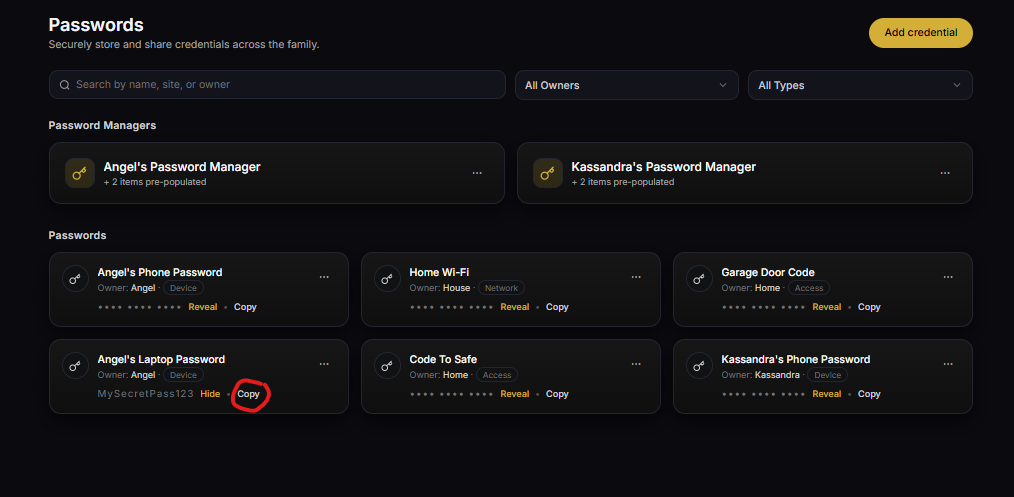 Passwords
Securely store and share credentials across the family.
Add credential
Search by name, site, or owner
All Owners
All Types
Password Managers
Angel's Password Manager
+ 2 items pre-populated
Kassandra's Password Manager
+ 2 items pre-populated
Passwords
Angel's Phone Password
Owner: Angel · Device
•••• •••• •••• •••• Reveal • Copy
Home Wi-Fi
Owner: House · Network
•••• •••• •••• •••• Reveal • Copy
Garage Door Code
Owner: Home · Access
•••• •••• •••• •••• Reveal • Copy
Angel's Laptop Password
Owner: Angel · Device
MySecretPass123 Hide • Copy
Code To Safe
Owner: Home · Access
•••• •••• •••• •••• Reveal • Copy
Kassandra's Phone Password
Owner: Kassandra · Device
•••• •••• •••• •••• Reveal • Copy